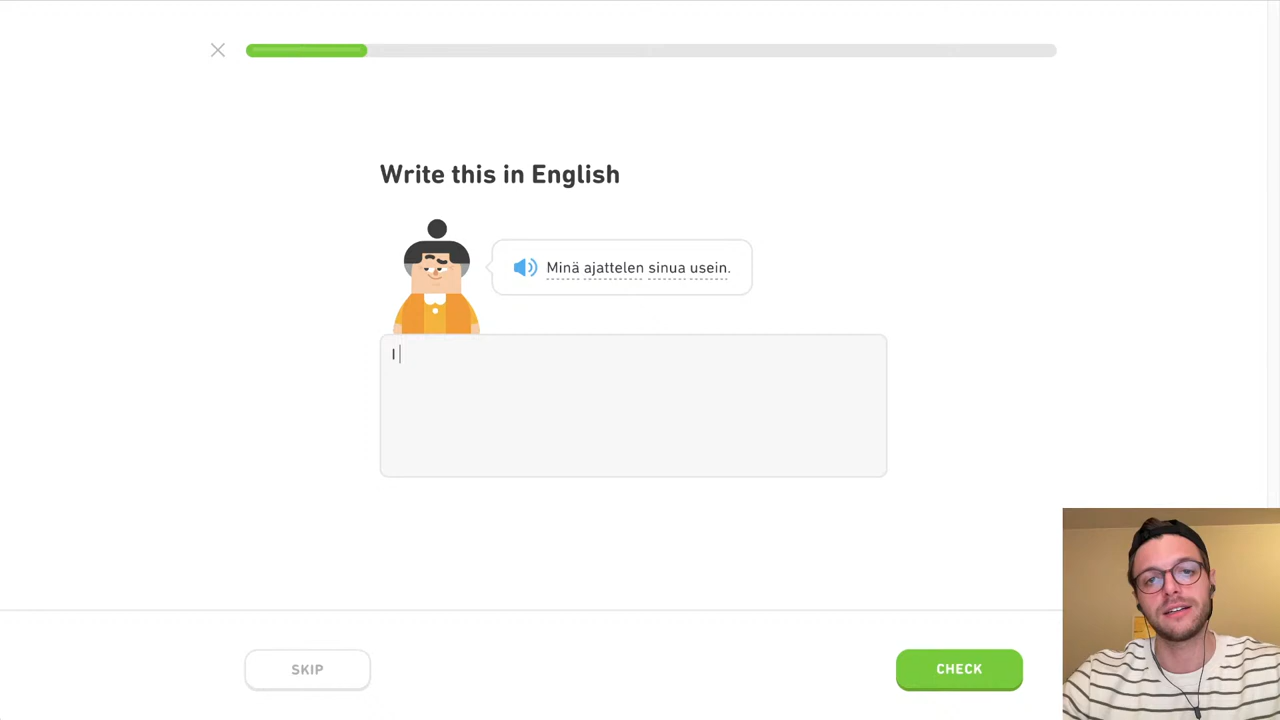 Write this in English
Minä ajattelen sinua usein.
I
SKIP
CHECK